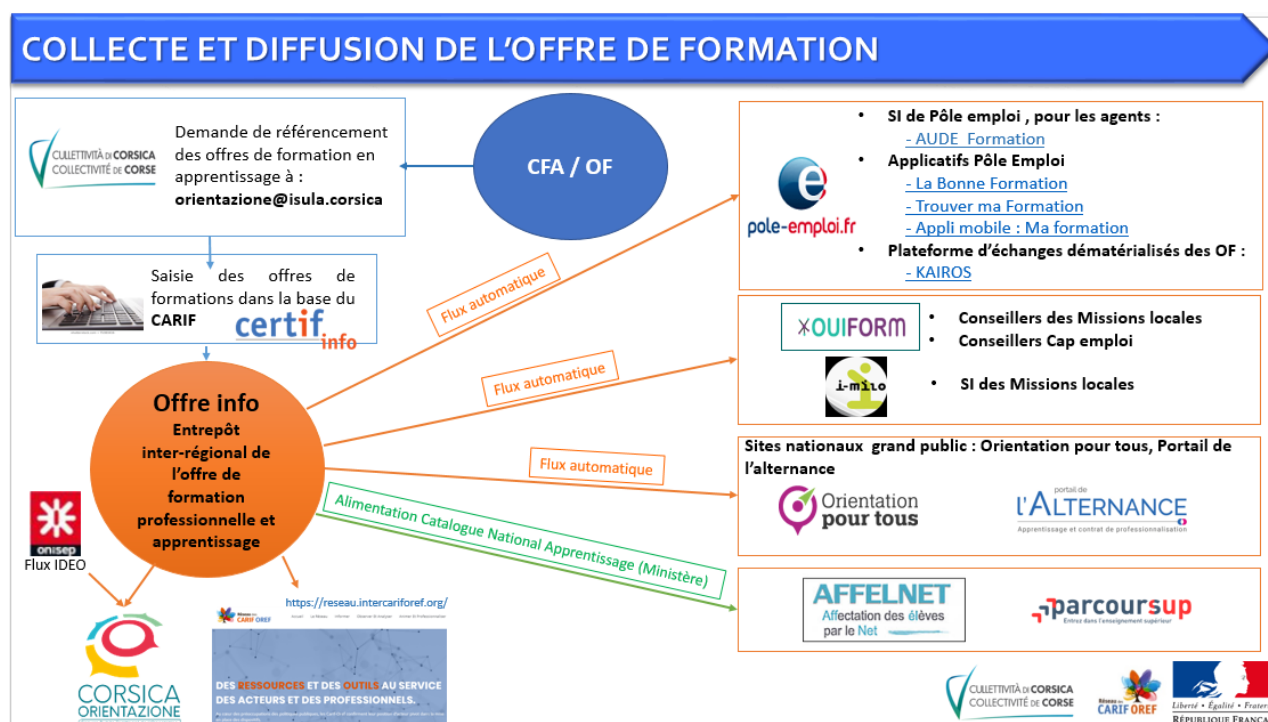 COLLECTE ET DIFFUSION DE L'OFFRE DE FORMATION
CULLETTIVITÀ DI CORSICA
COLLECTIVITÉ DE CORSE
Demande de référencement
des offres de formation en
apprentissage à :
orientazione@isula.corsica
CFA / OF
Saisie des offres de
formations dans la base du
CARIF
certif
info
Offre info
Entrepôt
inter-régional de
l'offre de
formation
professionnelle et
apprentissage
onisep
Flux IDEO
CORSICA
ORIENTAZIONE
https://reseau.intercariforef.org/
CARIF OREF
DES RESSOURCES ET DES OUTILS AU SERVICE
DES ACTEURS ET DES PROFESSIONNELS.
Flux automatique
Flux automatique
Flux automatique
Alimentation Catalogue National Apprentissage (Ministère)
pole-emploi.fr
• SI de Pôle emploi , pour les agents :
- AUDE Formation
• Applicatifs Pôle Emploi
- La Bonne Formation
- Trouver ma Formation
- Appli mobile : Ma formation
• Plateforme d'échanges dématérialisés des OF :
- KAIROS
OUIFORM
• Conseillers des Missions locales
• Conseillers Cap emploi
i-milo
• SI des Missions locales
Sites nationaux grand public : Orientation pour tous, Portail de
l'alternance
Orientation
pour tous
portail de
l'ALTERNANCE
Apprentissage et contrat de professionnalisation
AFFELNET
Affectation des élèves
par le Net
parcoursup
Entrez dans l'enseignement supérieur
CULLETTIVITÀ DI CORSICA
COLLECTIVITÉ DE CORSE
Réseau des
CARIF OREF
Liberté • Égalité • Fraterni
RÉPUBLIQUE FRANÇAI